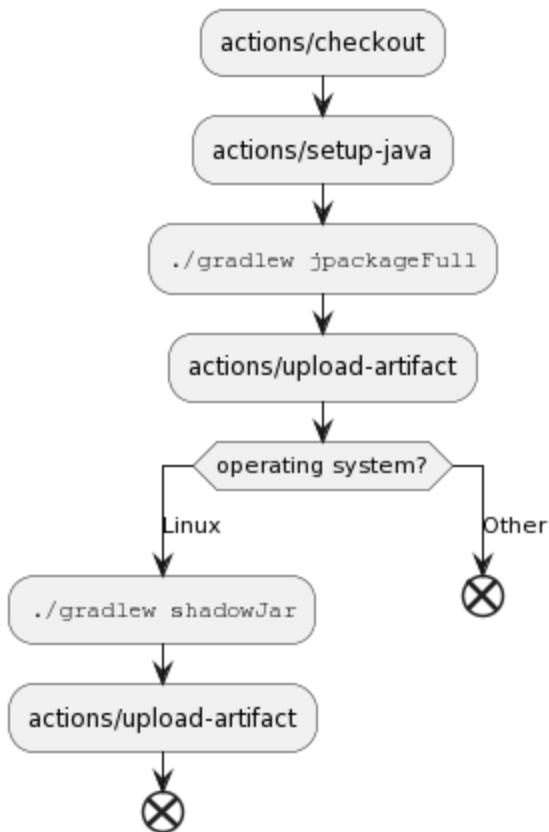 actions/checkout
actions/setup-java
./gradlew jpackageFull
actions/upload-artifact
operating system?
Linux
Other
./gradlew shadowJar
actions/upload-artifact